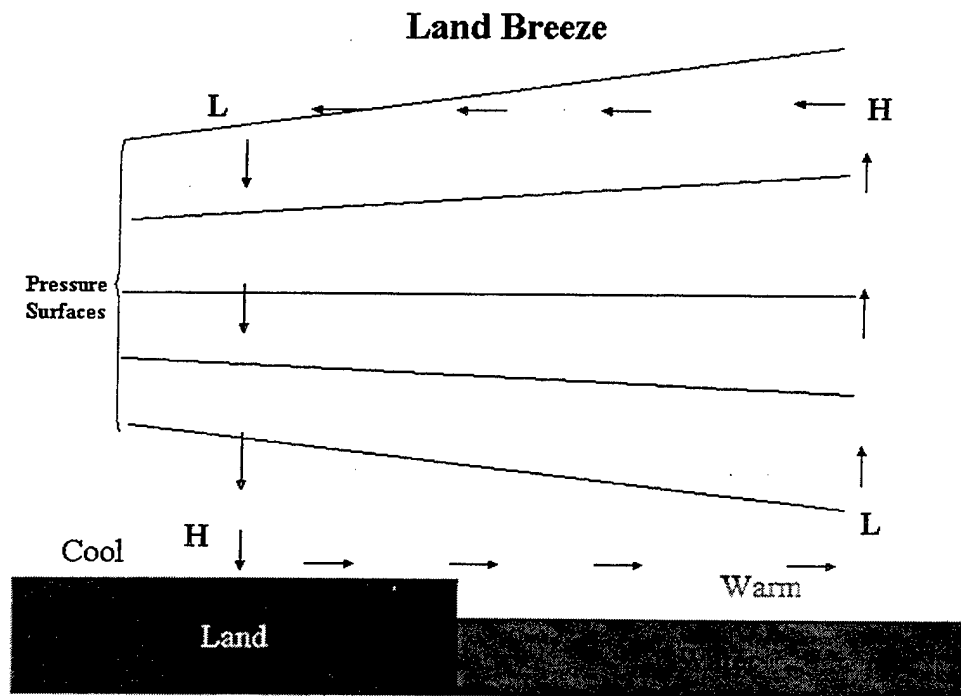 Land Breeze
L
H
Pressure
Surfaces
H
L
Cool
Warm
Land